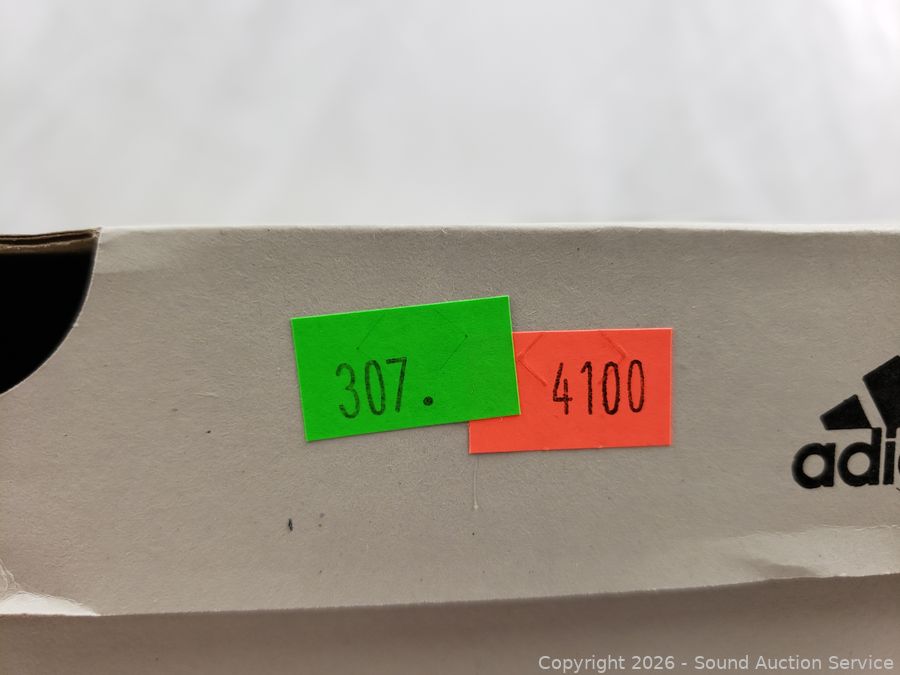 307.
4100
adi
Copyright 2026 - Sound Auction Service